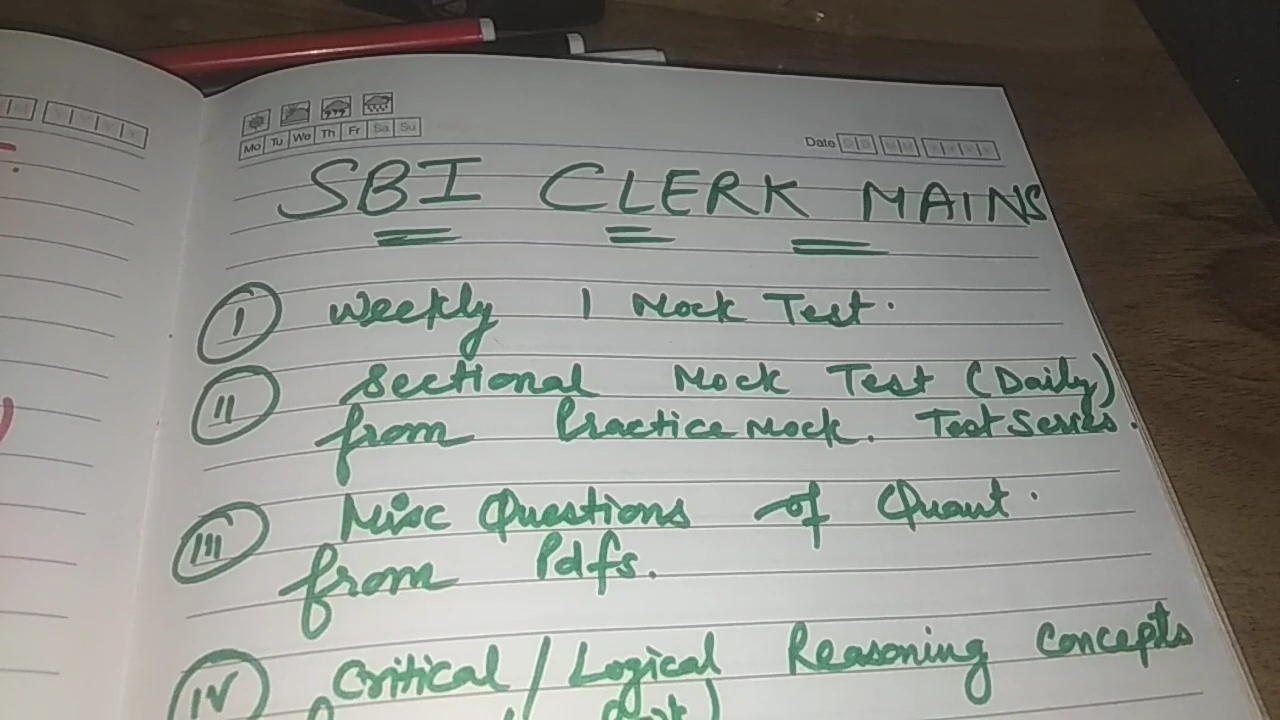 Mo Tu We Th Fr Sa Su
Date
SBI CLERK MAINS
I Weekly 1 Mock Test.
II Sectional Mock Test (Daily)
from Practice Mock. Test Series.
III Misc Questions of Quant.
from Pdfs.
IV Critical / Logical Reasoning Concepts